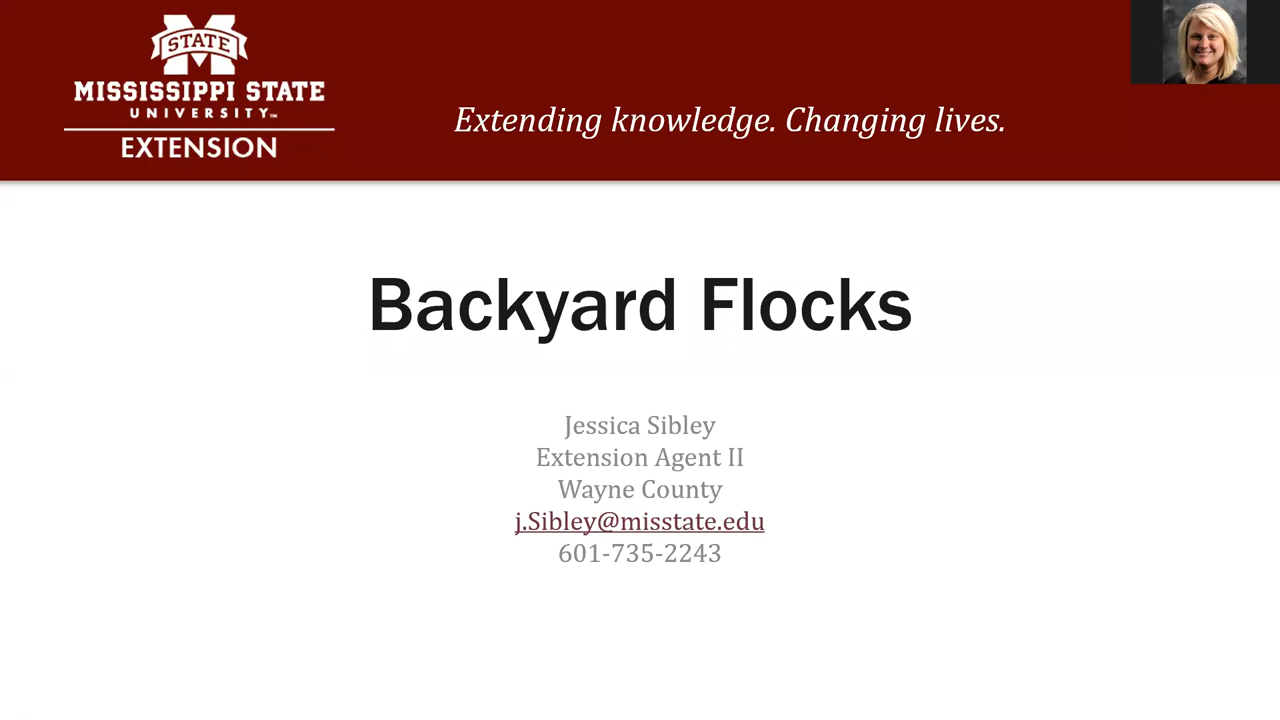 STATE
MISSISSIPPI STATE
UNIVERSITY™
EXTENSION
Extending knowledge. Changing lives.
Backyard Flocks
Jessica Sibley
Extension Agent II
Wayne County
j.Sibley@misstate.edu
601-735-2243